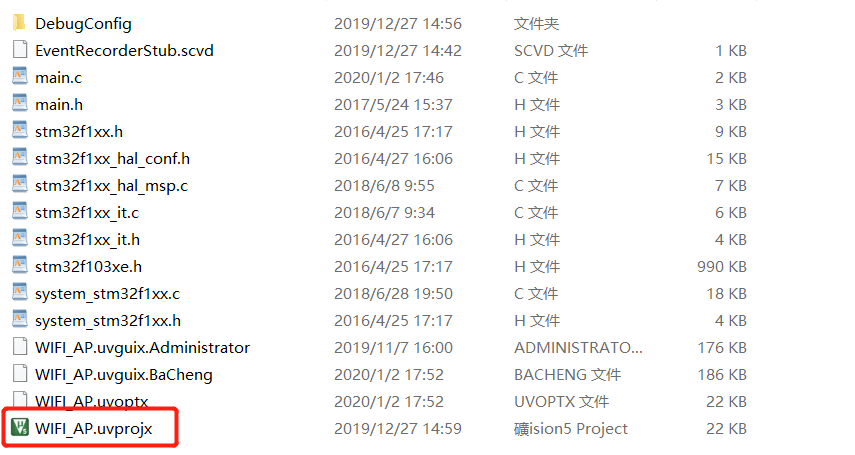 DebugConfig 2019/12/27 14:56 文件夹
EventRecorderStub.scvd 2019/12/27 14:42 SCVD 文件 1 KB
main.c 2020/1/2 17:46 C 文件 2 KB
main.h 2017/5/24 15:37 H 文件 3 KB
stm32f1xx.h 2016/4/25 17:17 H 文件 9 KB
stm32f1xx_hal_conf.h 2016/4/27 16:06 H 文件 15 KB
stm32f1xx_hal_msp.c 2018/6/8 9:55 C 文件 7 KB
stm32f1xx_it.c 2018/6/7 9:34 C 文件 6 KB
stm32f1xx_it.h 2016/4/27 16:06 H 文件 4 KB
stm32f103xe.h 2016/4/25 17:17 H 文件 990 KB
system_stm32f1xx.c 2018/6/28 19:50 C 文件 18 KB
system_stm32f1xx.h 2016/4/25 17:17 H 文件 4 KB
WIFI_AP.uvguix.Administrator 2019/11/7 16:00 ADMINISTRATO... 176 KB
WIFI_AP.uvguix.BaCheng 2020/1/2 17:52 BACHENG 文件 186 KB
WIFI_AP.uvoptx 2020/1/2 17:52 UVOPTX 文件 22 KB
WIFI_AP.uvprojx 2019/12/27 14:59 礦ision5 Project 22 KB